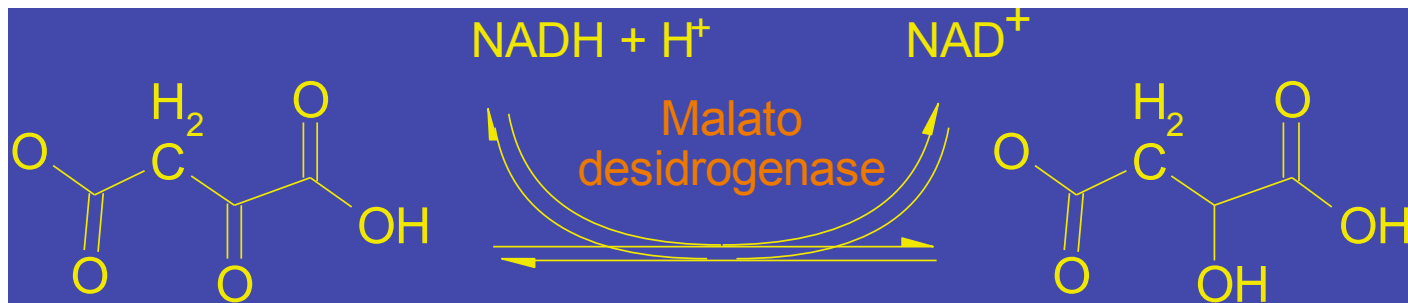 NADH + H⁺
NAD⁺
Malato
desidrogenase
O
H₂
C
O
OH
O
O
O
H₂
C
O
OH
O
OH